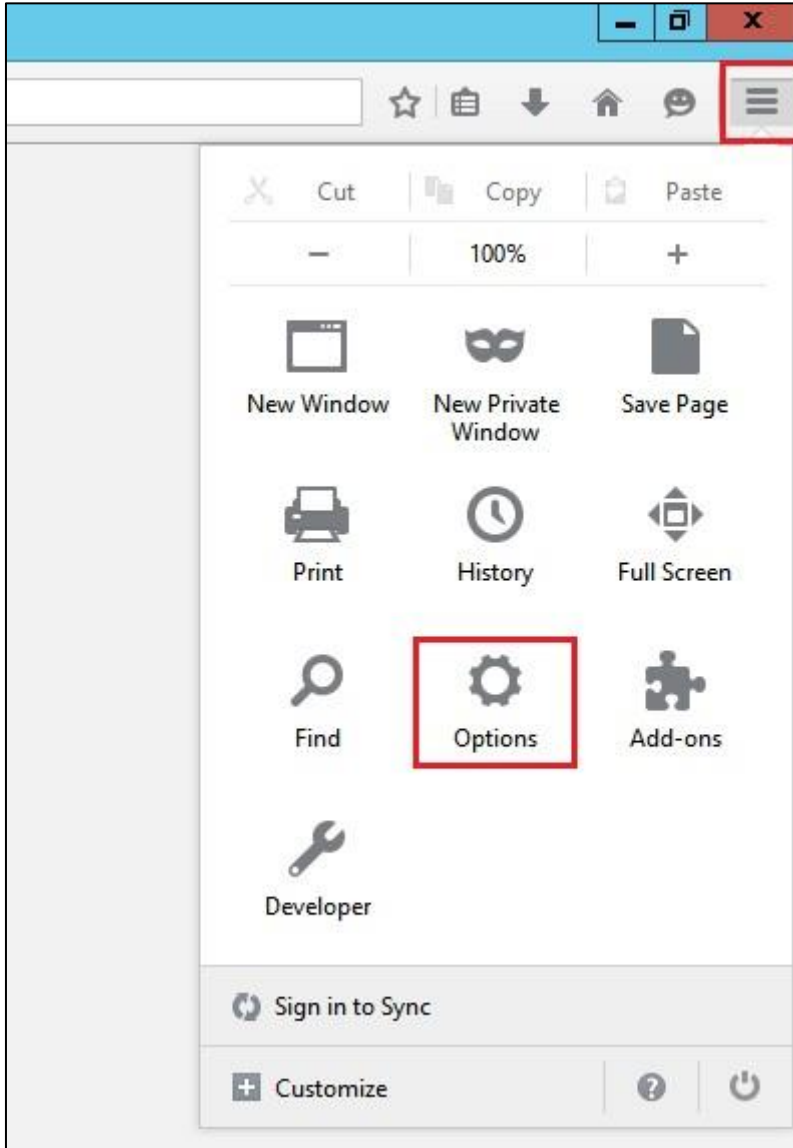 Cut Copy Paste
− 100% +
New Window New Private Window Save Page
Print History Full Screen
Find Options Add-ons
Developer
Sign in to Sync
Customize